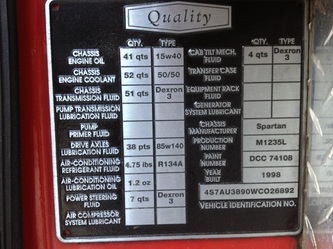 Quality
QTY. TYPE
CHASSIS
ENGINE OIL
41 qts 15w40
CHASSIS
ENGINE COOLANT
52 qts 50/50
CHASSIS
TRANSMISSION FLUID
51 qts Dexron
3
PUMP TRANSMISSION
LUBRICATION FLUID
PUMP
PRIMER FLUID
DRIVE AXLES
LUBRICATION FLUID
38 pts 85w140
AIR-CONDITIONING
REFRIGERANT FLUID
4.75 lbs R134A
AIR-CONDITIONING
LUBRICATION OIL
1.2 oz
POWER STEERING
FLUID
7 qts Dexron
3
AIR COMPRESSOR
SYSTEM LUBRICANT
QTY. TYPE
CAB TILT MECH.
FLUID
4 qts Dexron
3
TRANSFER CASE
FLUID
EQUIPMENT RACK
FLUID
GENERATOR
SYSTEM LUBRICANT
CHASSIS
MANUFACTURER
Spartan
PRODUCTION
NUMBER
M1235L
PAINT
NUMBER
DCC 74108
YEAR
BUILT
1998
4S7AU3890WC026892
VEHICLE IDENTIFICATION NO.